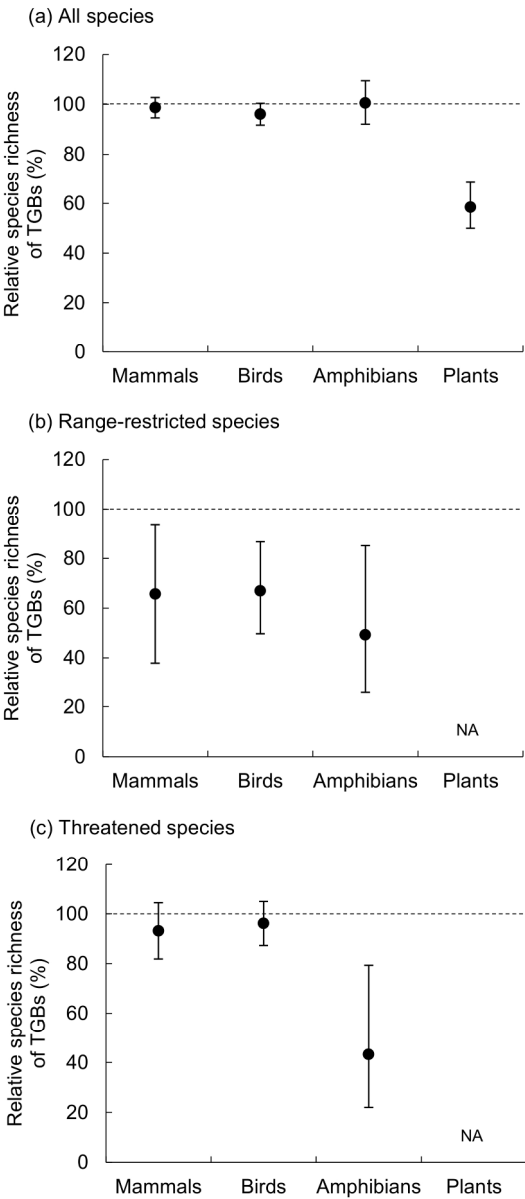 (a) All species
Relative species richness
of TGBs (%)
120
100
80
60
40
20
0
Mammals Birds Amphibians Plants
(b) Range-restricted species
Relative species richness
of TGBs (%)
120
100
80
60
40
20
0
NA
Mammals Birds Amphibians Plants
(c) Threatened species
Relative species richness
of TGBs (%)
120
100
80
60
40
20
0
NA
Mammals Birds Amphibians Plants